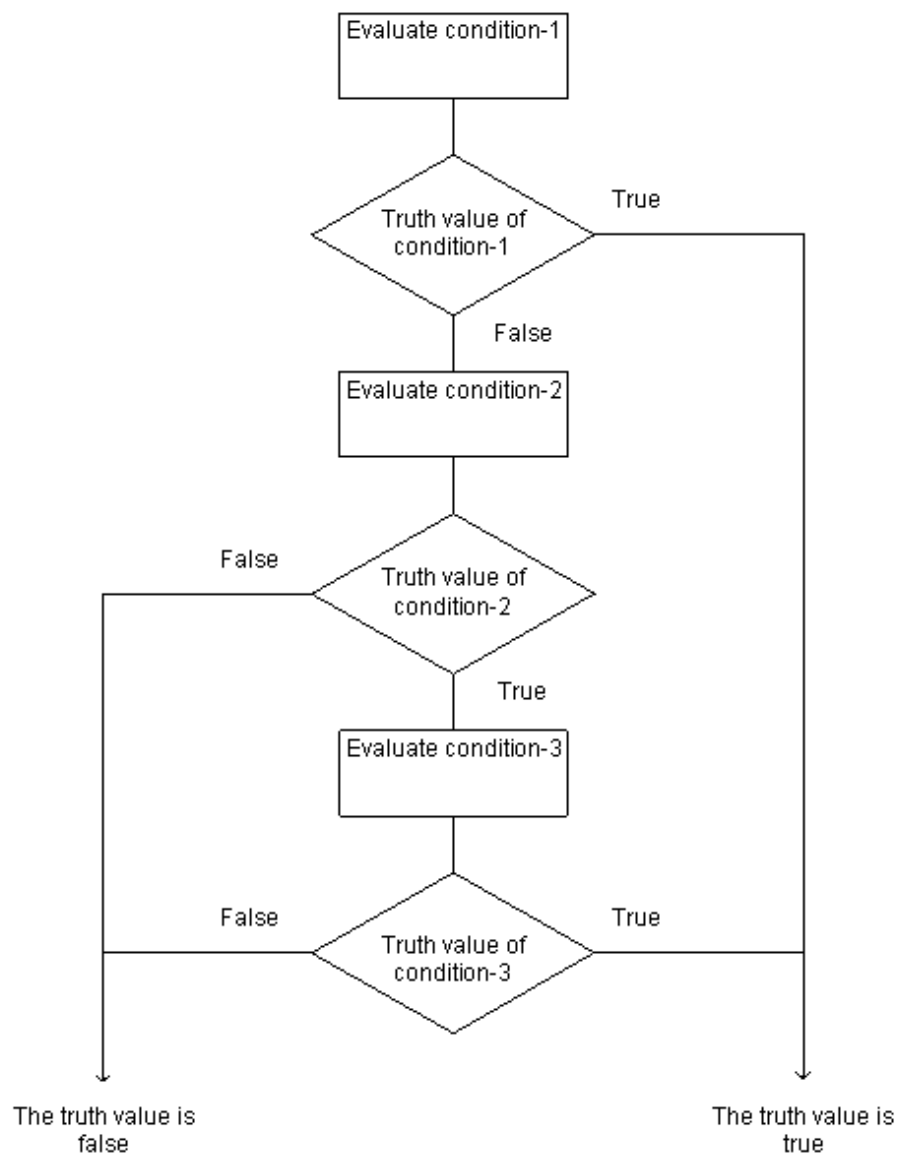 Evaluate condition-1
True
Truth value of
condition-1
False
Evaluate condition-2
False
Truth value of
condition-2
True
Evaluate condition-3
False
True
Truth value of
condition-3
The truth value is
false
The truth value is
true